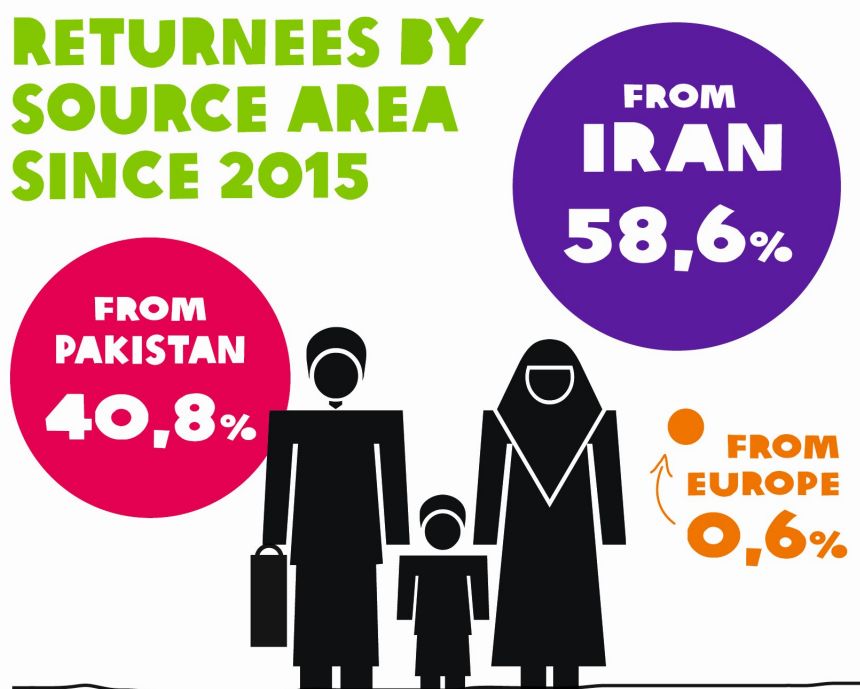 RETURNEES BY
SOURCE AREA
SINCE 2015
FROM
IRAN
58,6%
FROM
PAKISTAN
40,8%
FROM
EUROPE
0,6%